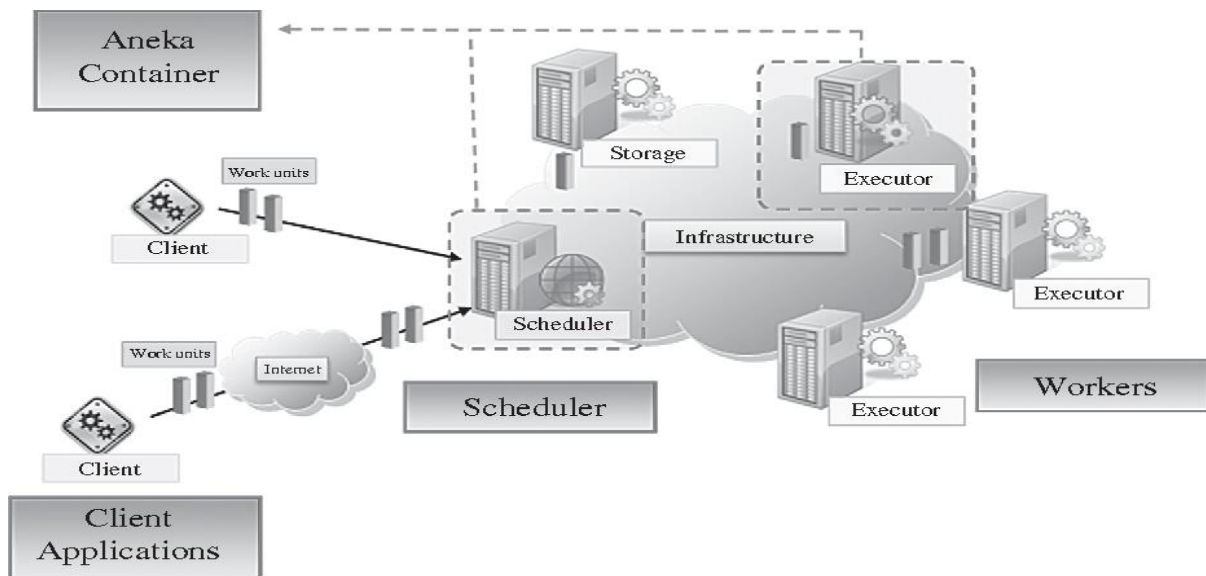 Aneka
Container
Storage
Executor
Work units
Client
Infrastructure
Scheduler
Executor
Work units
Internet
Executor
Client
Scheduler
Workers
Client
Applications